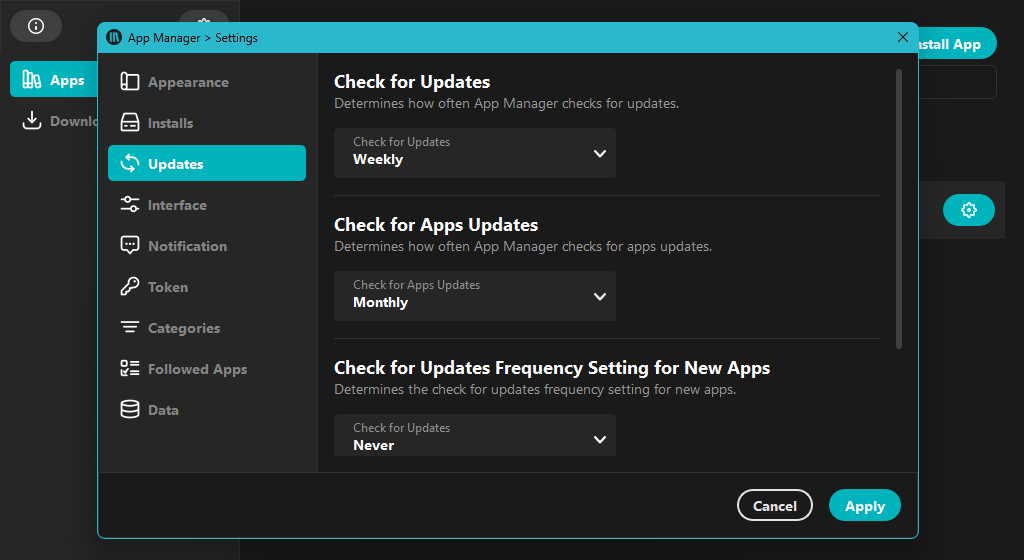 App Manager > Settings
Apps
Appearance
Installs
Updates
Interface
Notification
Token
Categories
Followed Apps
Data
Check for Updates
Determines how often App Manager checks for updates.
Check for Updates
Weekly
Check for Apps Updates
Determines how often App Manager checks for apps updates.
Check for Apps Updates
Monthly
Check for Updates Frequency Setting for New Apps
Determines the check for updates frequency setting for new apps.
Check for Updates
Never
Cancel
Apply
App